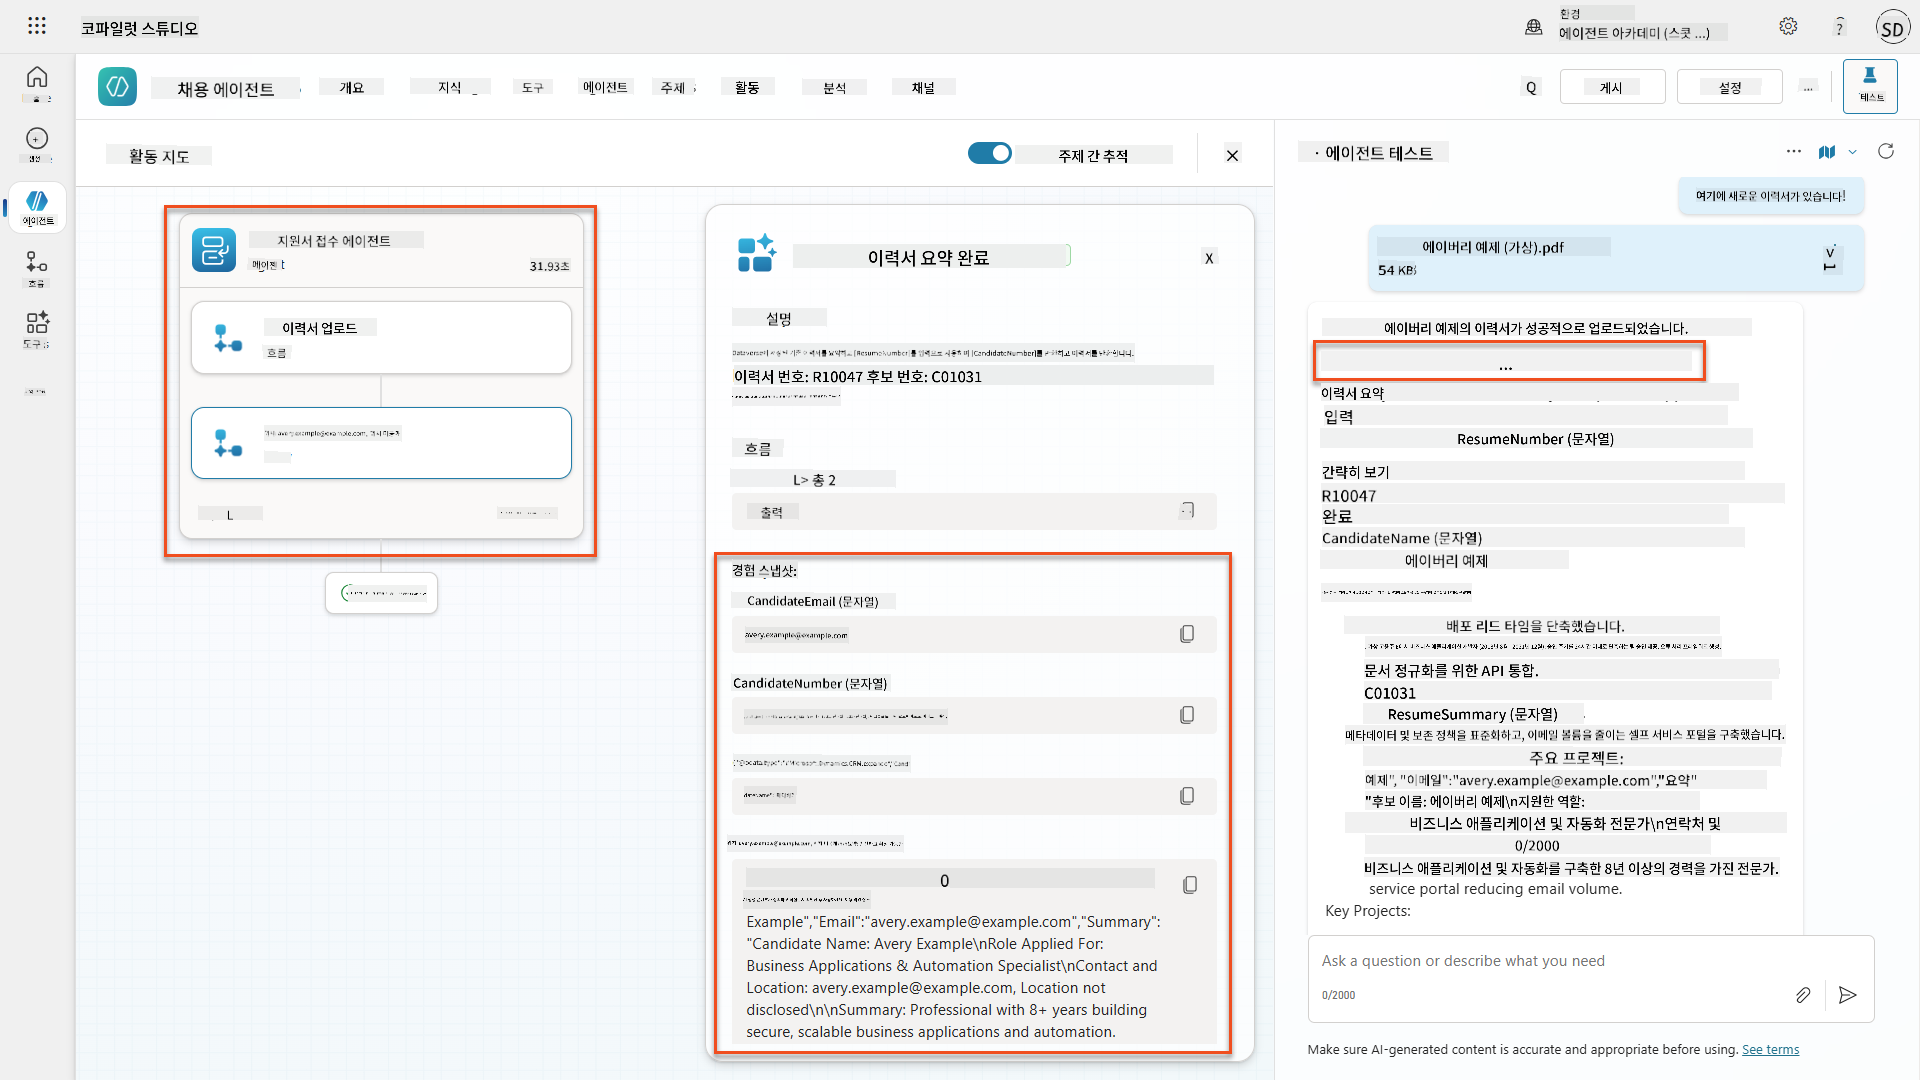 코파일럿 스튜디오
환경
에이전트 아카데미 (스콧 ...)
?
SD
채용 에이전트
개요
지식
도구
에이전트
주제
활동
분석
채널
Q
게시
설정
...
테스트
생성
에이전트
흐름
도구
활동 지도
주제 간 추적
지원서 접수 에이전트
31.93초
이력서 업로드
흐름
L
이력서 요약 완료
X
설명
이력서 번호: R10047 후보 번호: C01031
흐름
L> 총 2
출력
경험 스냅샷:
CandidateEmail (문자열)
avery.example@example.com
CandidateNumber (문자열)
0
Example","Email":"avery.example@example.com","Summary":
"Candidate Name: Avery Example\nRole Applied For:
Business Applications & Automation Specialist\nContact and
Location: avery.example@example.com, Location not
disclosed\n\nSummary: Professional with 8+ years building
secure, scalable business applications and automation.
· 에이전트 테스트
여기에 새로운 이력서가 있습니다!
에이버리 예제 (가상).pdf
54 KB
에이버리 예제의 이력서가 성공적으로 업로드되었습니다.
...
이력서 요약
입력
ResumeNumber (문자열)
간략히 보기
R10047
완료
CandidateName (문자열)
에이버리 예제
배포 리드 타임을 단축했습니다.
문서 정규화를 위한 API 통합.
C01031
ResumeSummary (문자열)
메타데이터 및 보존 정책을 표준화하고, 이메일 볼륨을 줄이는 셀프 서비스 포털을 구축했습니다.
주요 프로젝트:
예제", "이메일":"avery.example@example.com","요약"
"후보 이름: 에이버리 예제\n지원한 역할:
비즈니스 애플리케이션 및 자동화 전문가\n연락처 및
0/2000
비즈니스 애플리케이션 및 자동화를 구축한 8년 이상의 경력을 가진 전문가.
service portal reducing email volume.
Key Projects:
Ask a question or describe what you need
0/2000
Make sure AI-generated content is accurate and appropriate before using. See terms